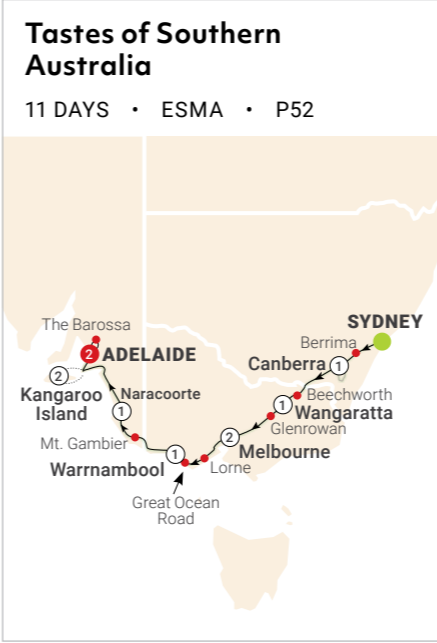 Tastes of Southern
Australia
11 DAYS • ESMA • P52
SYDNEY
Berrima
The Barossa
2 ADELAIDE
Canberra 1
2
Kangaroo
Island
Naracoorte
1
Beechworth
1 Wangaratta
Glenrowan
Mt. Gambier
2
Melbourne
1
Warrnambool
Lorne
Great Ocean
Road